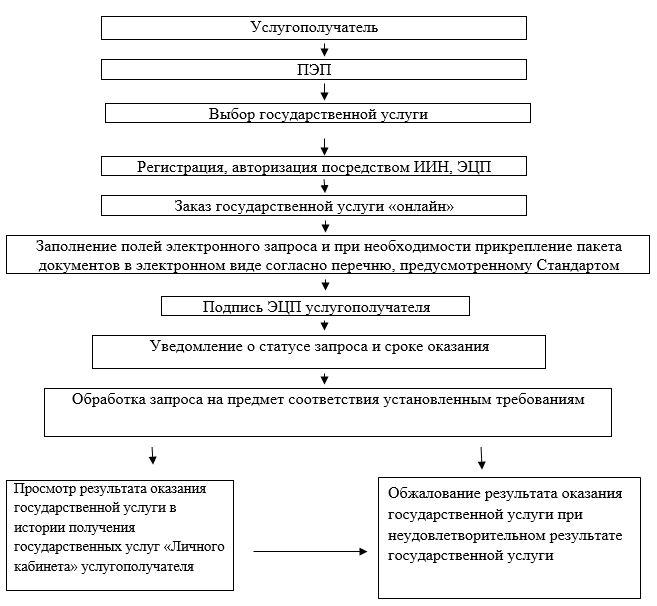 Услугополучатель
ПЭП
Выбор государственной услуги
Регистрация, авторизация посредством ИИН, ЭЦП
Заказ государственной услуги «онлайн»
Заполнение полей электронного запроса и при необходимости прикрепление пакета
документов в электронном виде согласно перечню, предусмотренному Стандартом
Подпись ЭЦП услугополучателя
Уведомление о статусе запроса и сроке оказания
Обработка запроса на предмет соответствия установленным требованиям
Просмотр результата оказания
государственной услуги в
истории получения
государственных услуг «Личного
кабинета» услугополучателя
Обжалование результата оказания
государственной услуги при
неудовлетворительном результате
государственной услуги